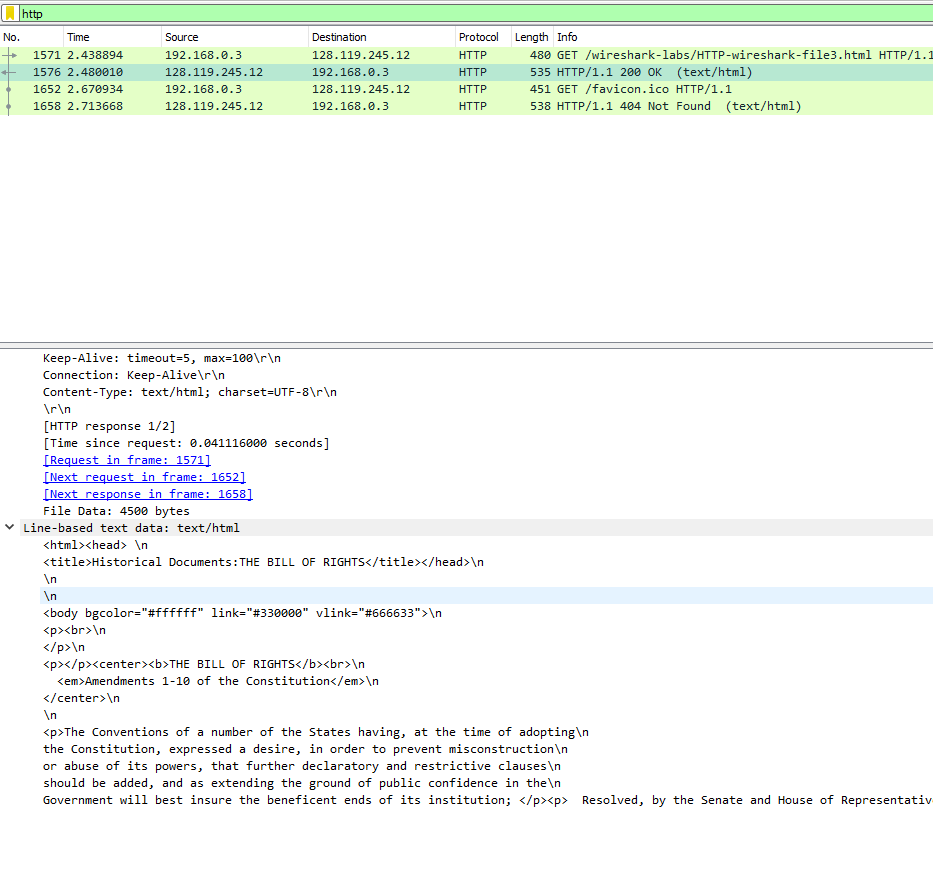 http
No. Time Source Destination Protocol Length Info
1571 2.438894 192.168.0.3 128.119.245.12 HTTP 480 GET /wireshark-labs/HTTP-wireshark-file3.html HTTP/1.1
1576 2.480010 128.119.245.12 192.168.0.3 HTTP 535 HTTP/1.1 200 OK  (text/html)
1652 2.670934 192.168.0.3 128.119.245.12 HTTP 451 GET /favicon.ico HTTP/1.1
1658 2.713668 128.119.245.12 192.168.0.3 HTTP 538 HTTP/1.1 404 Not Found  (text/html)
Keep-Alive: timeout=5, max=100\r\n
Connection: Keep-Alive\r\n
Content-Type: text/html; charset=UTF-8\r\n
\r\n
[HTTP response 1/2]
[Time since request: 0.041116000 seconds]
[Request in frame: 1571]
[Next request in frame: 1652]
[Next response in frame: 1658]
File Data: 4500 bytes
Line-based text data: text/html
<html><head> \n
<title>Historical Documents:THE BILL OF RIGHTS</title></head>\n
\n
\n
<body bgcolor="#ffffff" link="#330000" vlink="#666633">\n
<p><br>\n
</p>\n
<p></p><center><b>THE BILL OF RIGHTS</b><br>\n
<em>Amendments 1-10 of the Constitution</em>\n
</center>\n
\n
<p>The Conventions of a number of the States having, at the time of adopting\n
the Constitution, expressed a desire, in order to prevent misconstruction\n
or abuse of its powers, that further declaratory and restrictive clauses\n
should be added, and as extending the ground of public confidence in the\n
Government will best insure the beneficent ends of its institution; </p><p>  Resolved, by the Senate and House of Representativ